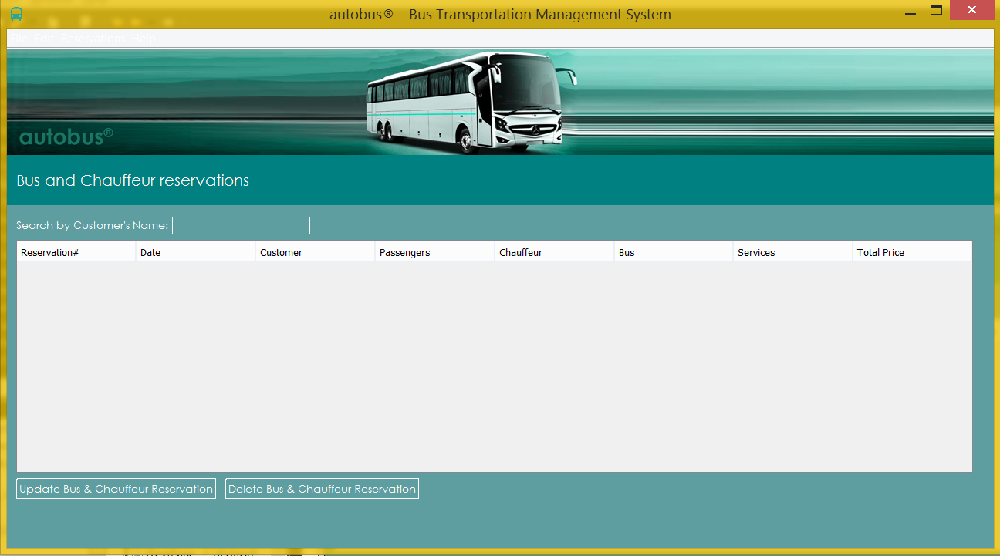 autobus® - Bus Transportation Management System
File Edit Reservations Help
autobus®
Bus and Chauffeur reservations
Search by Customer's Name:
Reservation# Date Customer Passengers Chauffeur Bus Services Total Price
Update Bus & Chauffeur Reservation Delete Bus & Chauffeur Reservation